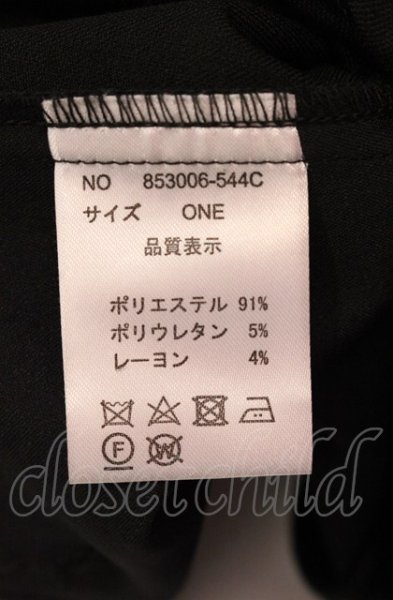 NO 853006-544C
サイズ ONE
品質表示
ポリエステル 91%
ポリウレタン 5%
レーヨン 4%
F W
closet child